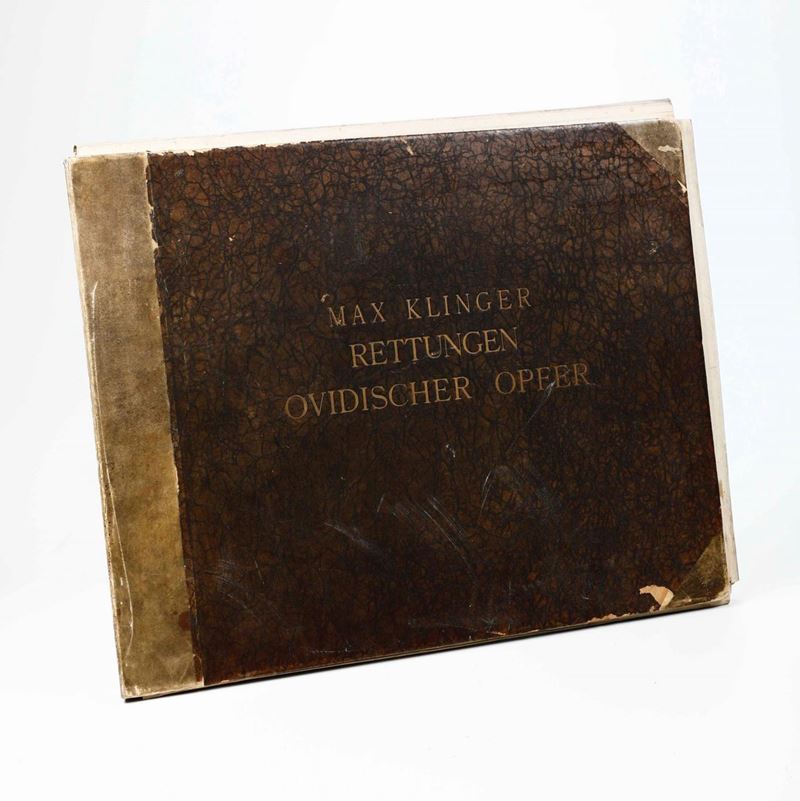 MAX KLINGER
RETTUNGEN
OVIDISCHER OPFER